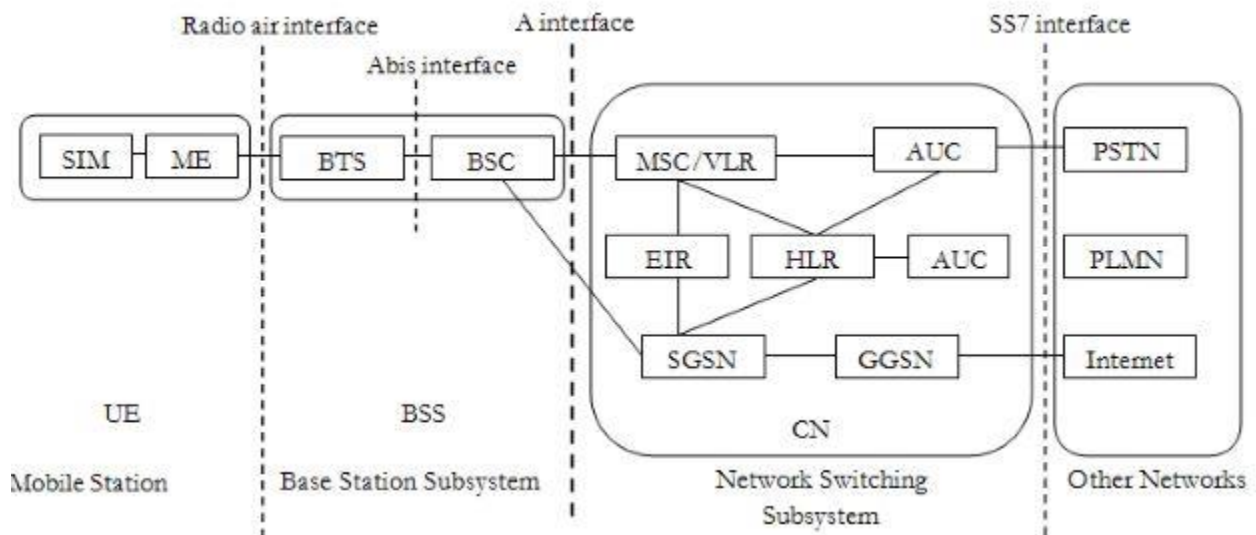 Radio air interface
A interface
SS7 interface
Abis interface
SIM
ME
BTS
BSC
MSC/VLR
AUC
PSTN
EIR
HLR
AUC
PLMN
SGSN
GGSN
Internet
UE
BSS
CN
Mobile Station
Base Station Subsystem
Network Switching
Subsystem
Other Networks